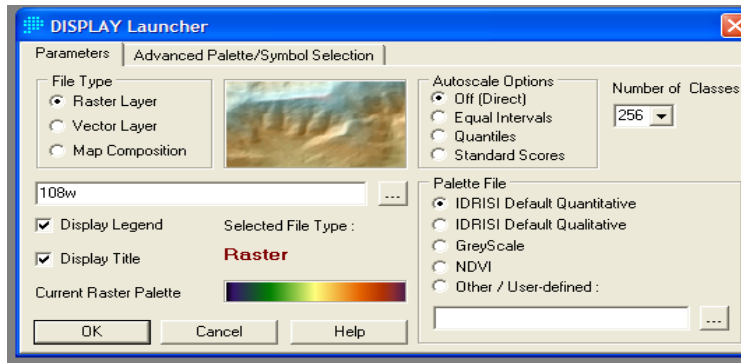 DISPLAY Launcher
Parameters
Advanced Palette/Symbol Selection
File Type
Raster Layer
Vector Layer
Map Composition
Autoscale Options
Off (Direct)
Equal Intervals
Quantiles
Standard Scores
Number of Classes
256
108w
...
Display Legend
Display Title
Selected File Type :
Raster
Current Raster Palette
Palette File
IDRISI Default Quantitative
IDRISI Default Qualitative
GreyScale
NDVI
Other / User-defined :
...
OK
Cancel
Help